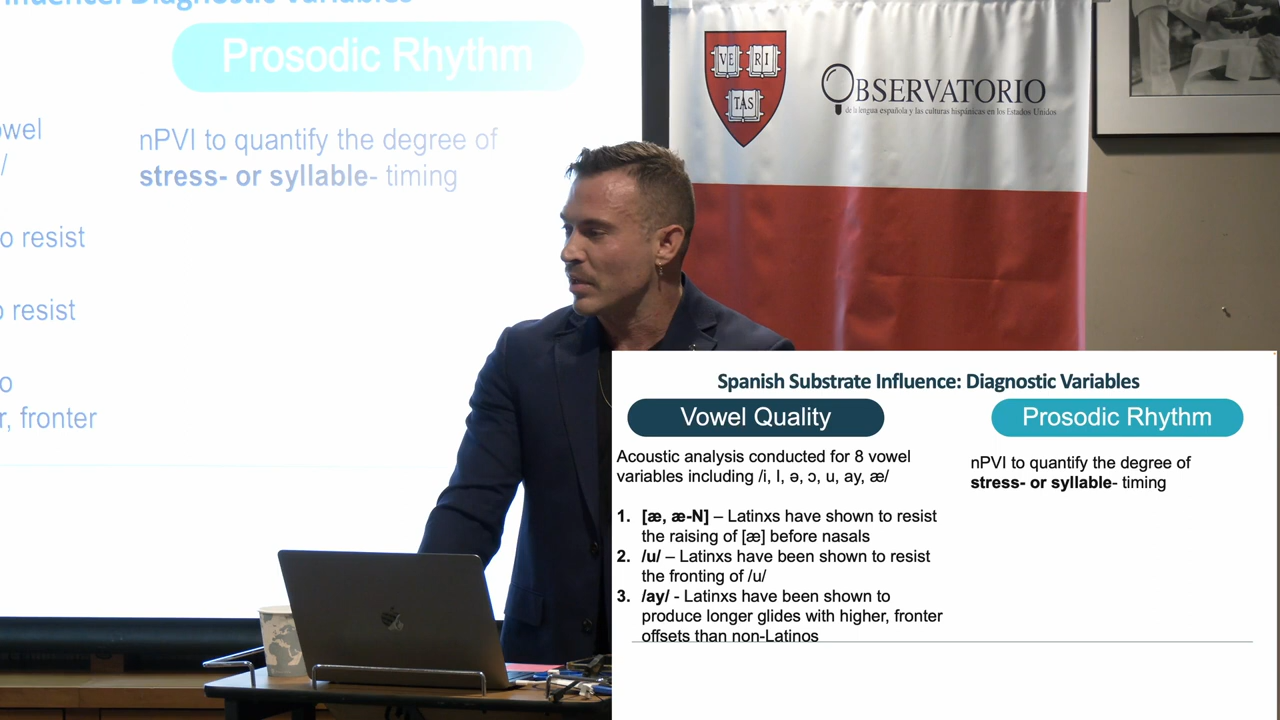 nfluence: Diagnostic Variables
Prosodic Rhythm
owel
/
nPVI to quantify the degree of
stress- or syllable- timing
o resist
o resist
o
r, fronter
VE RI
TAS
OBSERVATORIO
de la lengua española y las culturas hispánicas en los Estados Unidos
Spanish Substrate Influence: Diagnostic Variables
Vowel Quality
Prosodic Rhythm
Acoustic analysis conducted for 8 vowel
variables including /i, I, ə, ɔ, u, ay, æ/
nPVI to quantify the degree of
stress- or syllable- timing
1. [æ, æ-N] – Latinxs have shown to resist
the raising of [æ] before nasals
2. /u/ – Latinxs have been shown to resist
the fronting of /u/
3. /ay/ - Latinxs have been shown to
produce longer glides with higher, fronter
offsets than non-Latinos